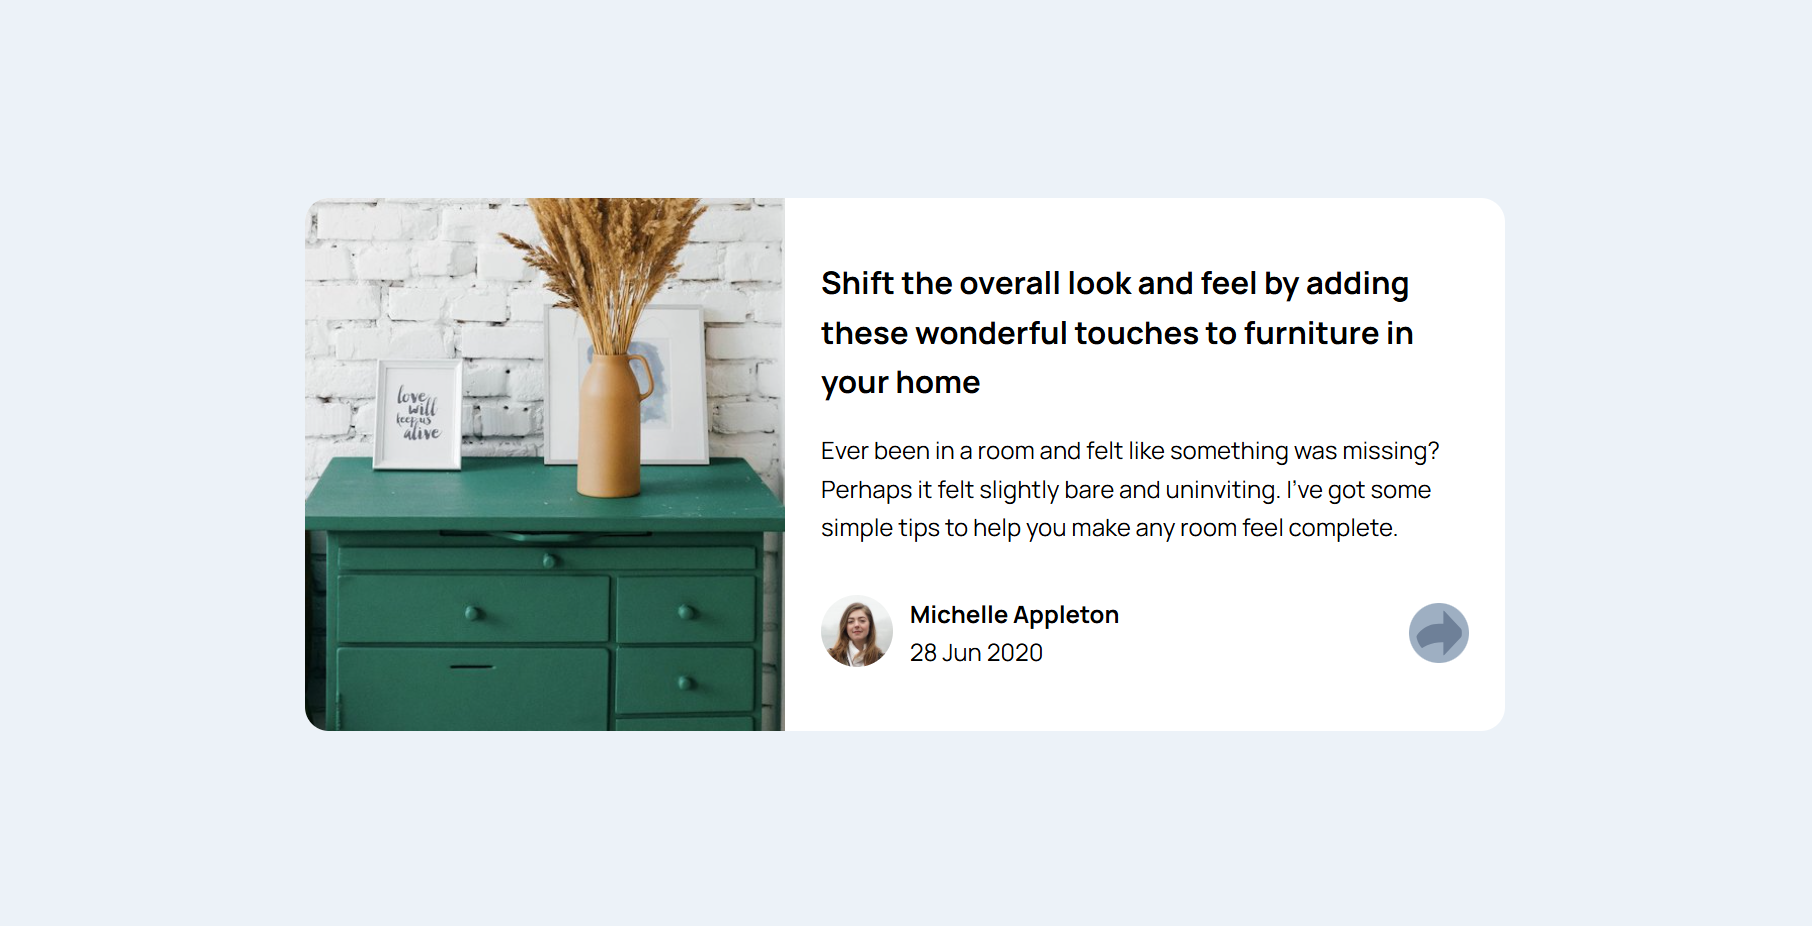 love
will
keep us
alive
Shift the overall look and feel by adding
these wonderful touches to furniture in
your home
Ever been in a room and felt like something was missing?
Perhaps it felt slightly bare and uninviting. I’ve got some
simple tips to help you make any room feel complete.
Michelle Appleton
28 Jun 2020